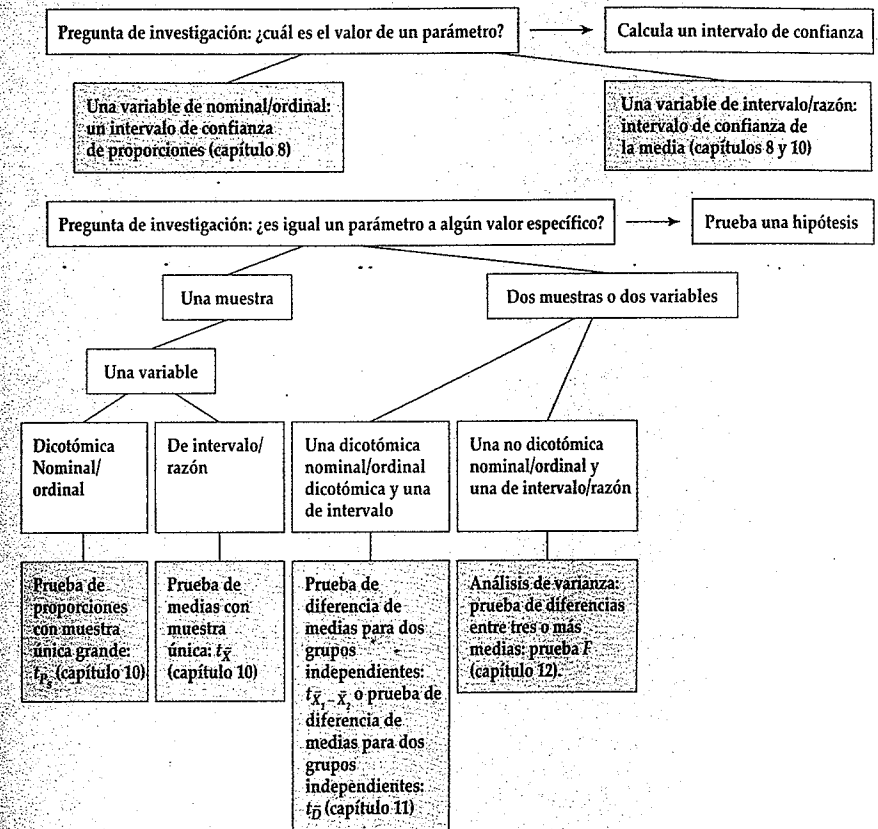 Pregunta de investigación: ¿cuál es el valor de un parámetro?
Calcula un intervalo de confianza
Una variable de nominal/ordinal:
un intervalo de confianza
de proporciones (capítulo 8)
Una variable de intervalo/razón:
intervalo de confianza de
la media (capítulos 8 y 10)
Pregunta de investigación: ¿es igual un parámetro a algún valor específico?
Prueba una hipótesis
Una muestra
Dos muestras o dos variables
Una variable
Dicotómica
Nominal/
ordinal
De intervalo/
razón
Una dicotómica
nominal/ordinal
dicotómica y una
de intervalo
Una no dicotómica
nominal/ordinal y
una de intervalo/razón
Prueba de
proporciones
con muestra
única grande:
t_{P_s} (capítulo 10)
Prueba de
medias con
muestra
única: t_{X̄}
(capítulo 10)
Prueba de
diferencia de
medias para dos
grupos
independientes:
t_{X̄₁ – X̄₂} o prueba de
diferencia de
medias para dos
grupos
independientes:
t_{D̄} (capítulo 11)
Análisis de varianza:
prueba de diferencias
entre tres o más
medias: prueba F
(capítulo 12).